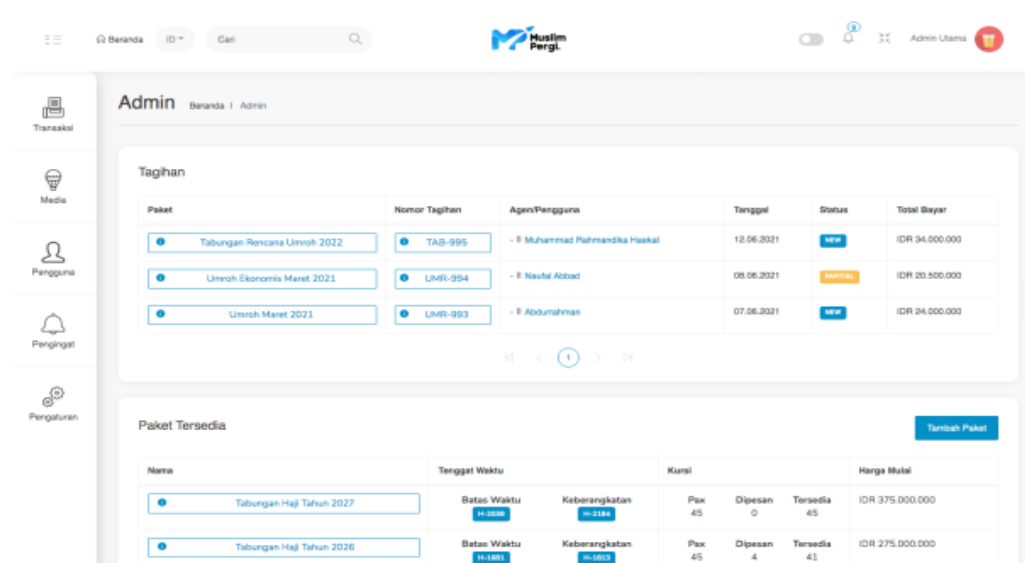 Beranda ID Cari Muslim Pergi. 9 Admin Utama
Admin Beranda | Admin
Transaksi
Media
Pengguna
Pengingat
Pengaturan
Tagihan
Paket Nomor Tagihan Agen/Pengguna Tanggal Status Total Bayar
Tabungan Rencana Umroh 2022 TAB-995 - Muhammad Rahmandika Haekal 12.06.2021 NEW IDR 34.000.000
Umroh Ekonomis Maret 2021 UMR-994 - Naufal Abbad 08.06.2021 PARTIAL IDR 20.500.000
Umroh Maret 2021 UMR-993 - Abdurrahman 07.06.2021 NEW IDR 24.000.000
1
Paket Tersedia Tambah Paket
Nama Tenggat Waktu Kursi Harga Mulai
Tabungan Haji Tahun 2027 Batas Waktu Keberangkatan Pax Dipesan Tersedia IDR 375.000.000
H-2184 45 0 45
Tabungan Haji Tahun 2026 Batas Waktu Keberangkatan Pax Dipesan Tersedia IDR 275.000.000
H-1813 45 4 41